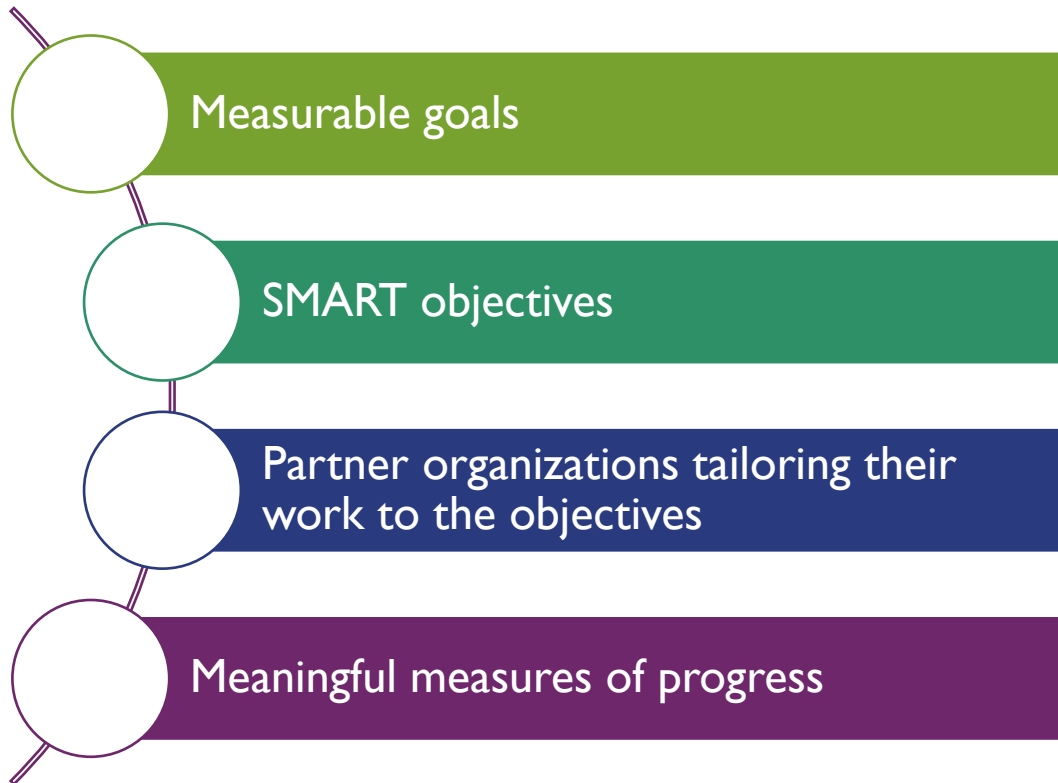 Measurable goals
SMART objectives
Partner organizations tailoring their
work to the objectives
Meaningful measures of progress